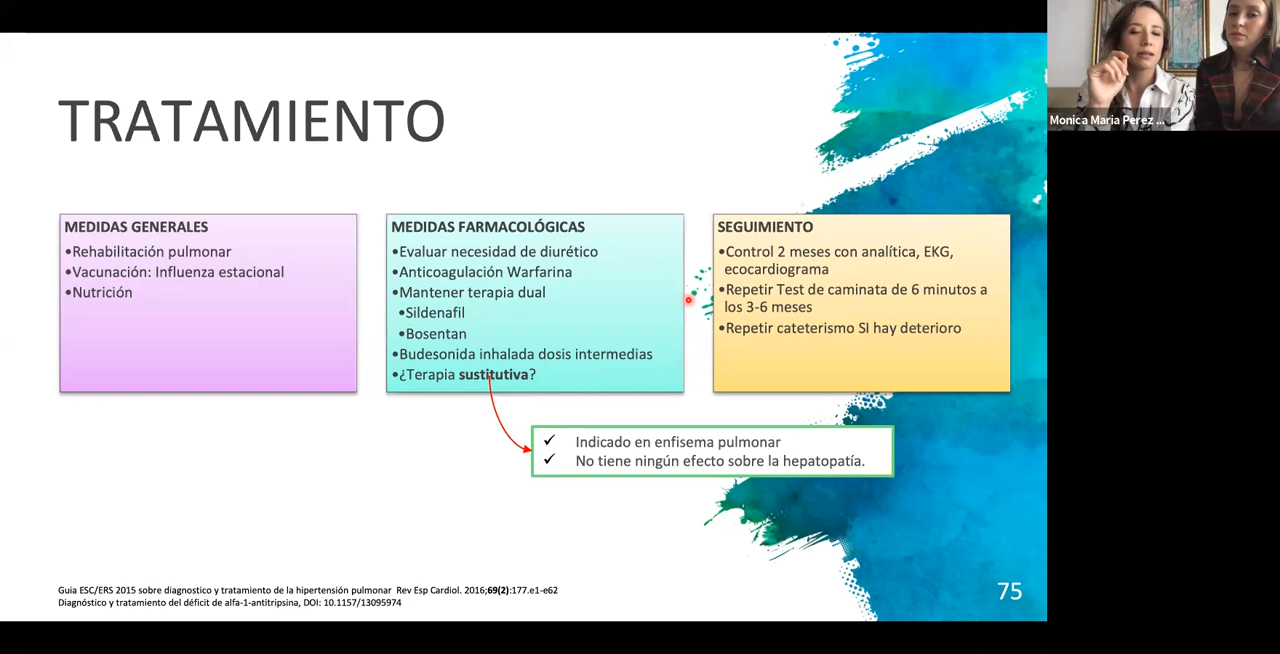 Monica Maria Perez ...
TRATAMIENTO
MEDIDAS GENERALES
•Rehabilitación pulmonar
•Vacunación: Influenza estacional
•Nutrición
MEDIDAS FARMACOLÓGICAS
•Evaluar necesidad de diurético
•Anticoagulación Warfarina
•Mantener terapia dual
•Sildenafil
•Bosentan
•Budesonida inhalada dosis intermedias
•¿Terapia sustitutiva?
SEGUIMIENTO
•Control 2 meses con analítica, EKG,
ecocardiograma
•Repetir Test de caminata de 6 minutos a
los 3-6 meses
•Repetir cateterismo SI hay deterioro
✓ Indicado en enfisema pulmonar
✓ No tiene ningún efecto sobre la hepatopatía.
Guia ESC/ERS 2015 sobre diagnostico y tratamiento de la hipertensión pulmonar Rev Esp Cardiol. 2016;69(2):177.e1-e62
Diagnóstico y tratamiento del déficit de alfa-1-antitripsina, DOI: 10.1157/13095974
75